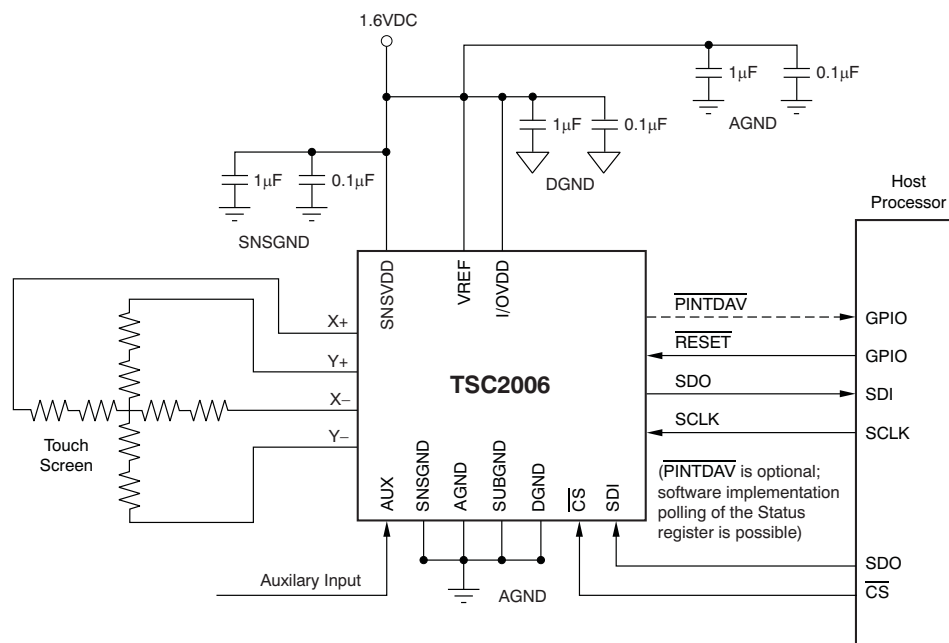 1.6VDC
1µF
0.1µF
AGND
1µF
0.1µF
DGND
1µF
0.1µF
SNSGND
Host
Processor
SNSVDD
VREF
I/OVDD
X+
Y+
X−
Y−
Touch
Screen
TSC2006
PINTDAV
GPIO
RESET
GPIO
SDO
SDI
SCLK
SCLK
(PINTDAV is optional;
software implementation
polling of the Status
register is possible)
AUX
SNSGND
AGND
SUBGND
DGND
CS
SDI
Auxilary Input
AGND
SDO
CS